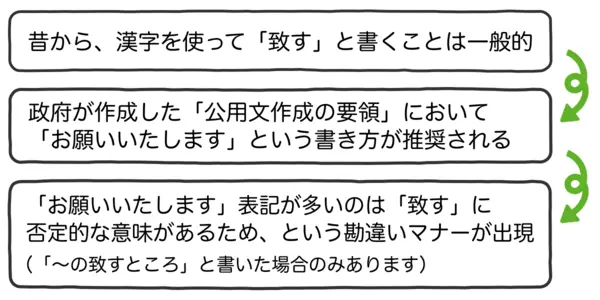 昔から、漢字を使って「致す」と書くことは一般的
政府が作成した「公用文作成の要領」において
「お願いいたします」という書き方が推奨される
「お願いいたします」表記が多いのは「致す」に
否定的な意味があるため、という勘違いマナーが出現
（「〜の致すところ」と書いた場合のみあります）